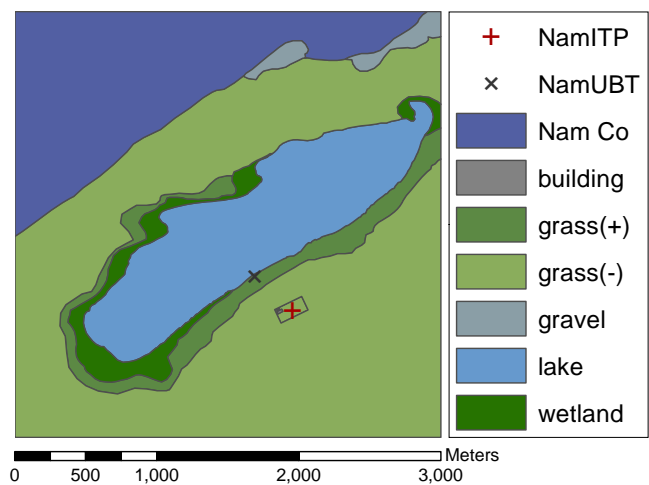 NamITP
NamUBT
Nam Co
building
grass(+)
grass(-)
gravel
lake
wetland
Meters
0 500 1,000 2,000 3,000